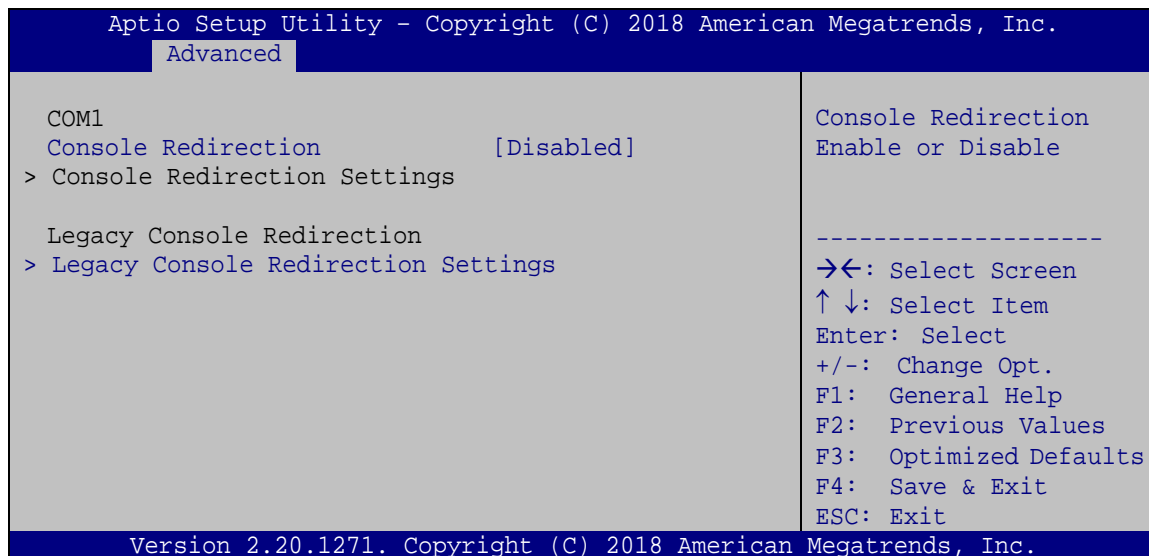 Aptio Setup Utility – Copyright (C) 2018 American Megatrends, Inc.
Advanced
COM1
Console Redirection [Disabled]
> Console Redirection Settings
Legacy Console Redirection
> Legacy Console Redirection Settings
Console Redirection
Enable or Disable
--------------------
→←: Select Screen
↑ ↓: Select Item
Enter: Select
+/-: Change Opt.
F1: General Help
F2: Previous Values
F3: Optimized Defaults
F4: Save & Exit
ESC: Exit
Version 2.20.1271. Copyright (C) 2018 American Megatrends, Inc.